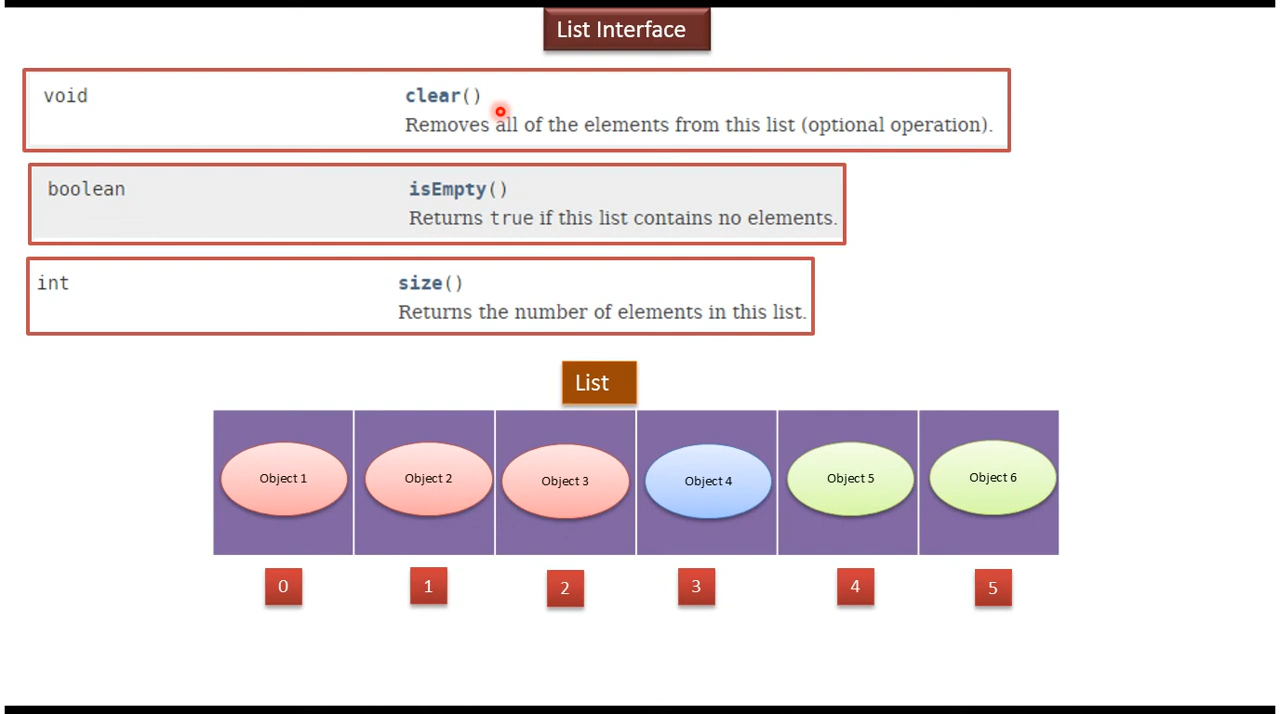 List Interface
void clear()
Removes all of the elements from this list (optional operation).
boolean isEmpty()
Returns true if this list contains no elements.
int size()
Returns the number of elements in this list.
List
Object 1 Object 2 Object 3 Object 4 Object 5 Object 6
0 1 2 3 4 5